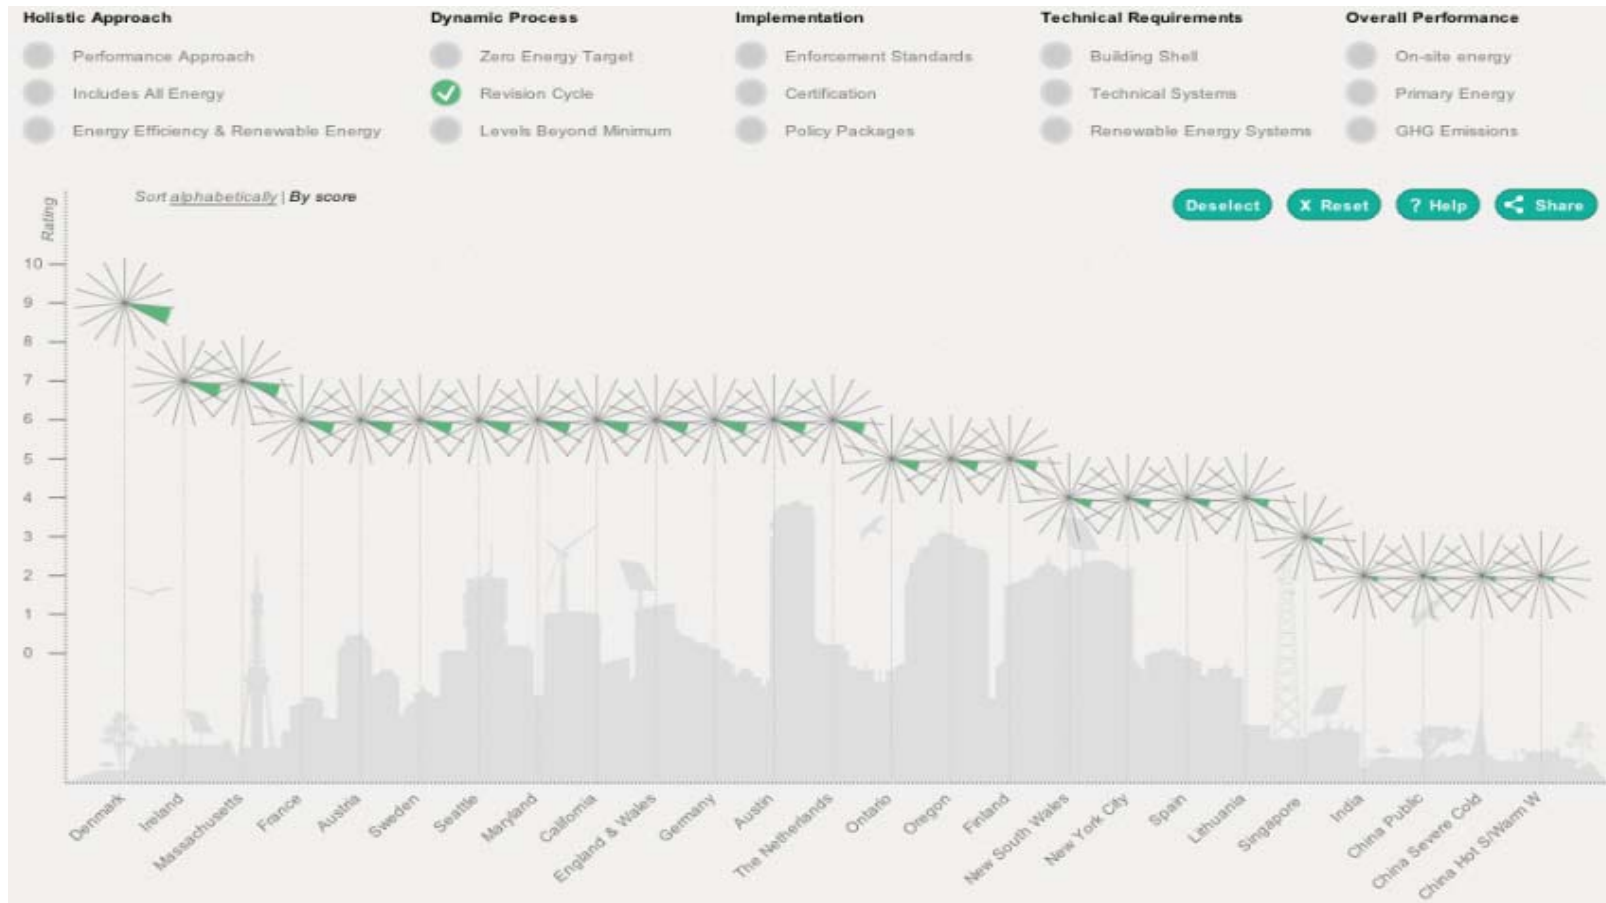 Holistic Approach
Performance Approach
Includes All Energy
Energy Efficiency & Renewable Energy
Dynamic Process
Zero Energy Target
Revision Cycle
Levels Beyond Minimum
Implementation
Enforcement Standards
Certification
Policy Packages
Technical Requirements
Building Shell
Technical Systems
Renewable Energy Systems
Overall Performance
On-site energy
Primary Energy
GHG Emissions
Sort alphabetically | By score
Deselect
X Reset
? Help
Share
Rating
10
9
8
7
6
5
4
3
2
1
0
Denmark
Ireland
Massachusetts
France
Austria
Sweden
Seattle
Maryland
California
England & Wales
Germany
Austin
The Netherlands
Ontario
Oregon
Finland
New South Wales
New York City
Spain
Lithuania
Singapore
India
China Public
China Severe Cold
China Hot S/Warm W